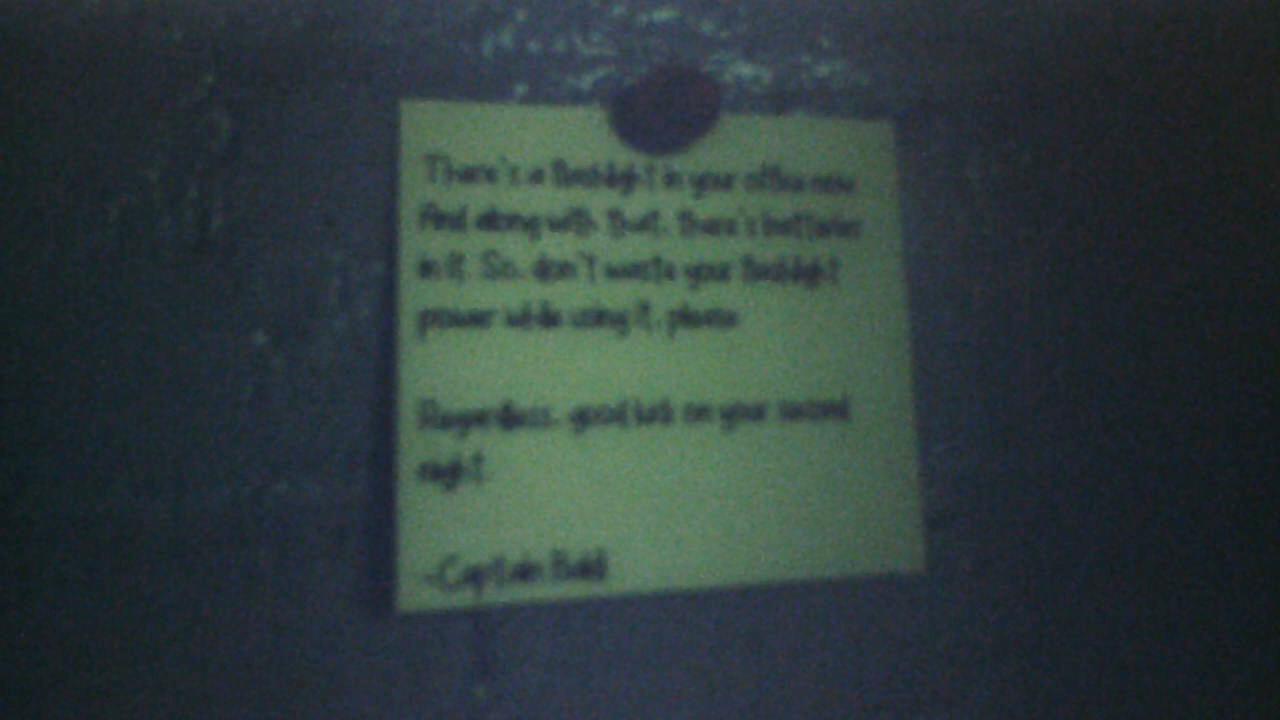 There's a flashlight in your office now.
And along with that, there's batteries
in it. So, don't waste your flashlight
power while using it, please.
Regardless, good luck on your second
night.
-Captain Bald